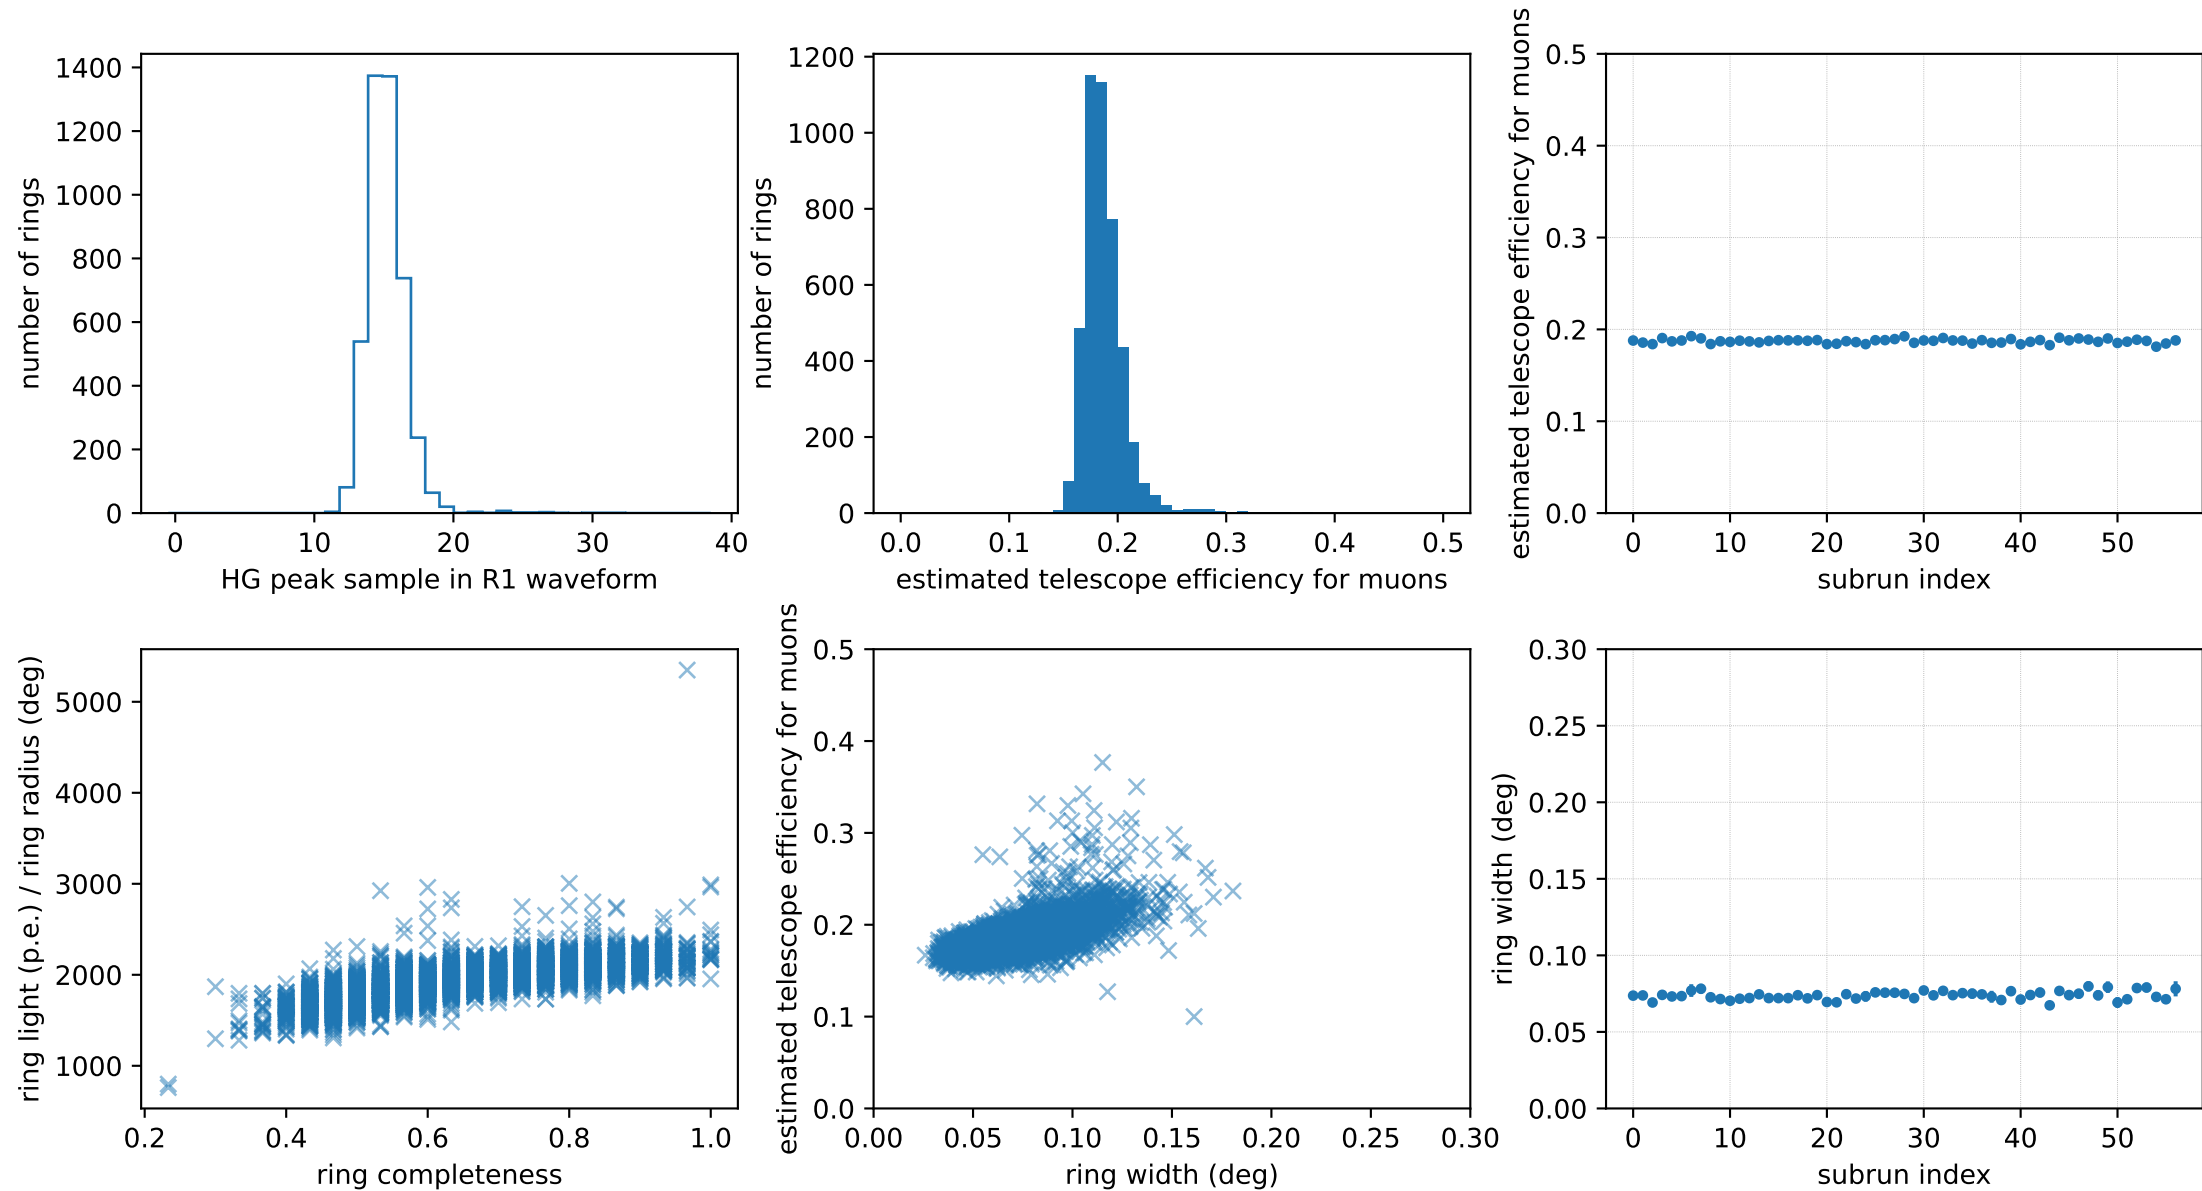 1400
1200
1000
800
600
400
200
0
number of rings
0 10 20 30 40
HG peak sample in R1 waveform
1200
1000
800
600
400
200
0
number of rings
0.0 0.1 0.2 0.3 0.4 0.5
estimated telescope efficiency for muons
0.5
0.4
0.3
0.2
0.1
0.0
estimated telescope efficiency for muons
0 10 20 30 40 50
subrun index
5000
4000
3000
2000
1000
ring light (p.e.) / ring radius (deg)
0.2 0.4 0.6 0.8 1.0
ring completeness
0.5
0.4
0.3
0.2
0.1
0.0
estimated telescope efficiency for muons
0.00 0.05 0.10 0.15 0.20 0.25 0.30
ring width (deg)
0.30
0.25
0.20
0.15
0.10
0.05
0.00
ring width (deg)
0 10 20 30 40 50
subrun index